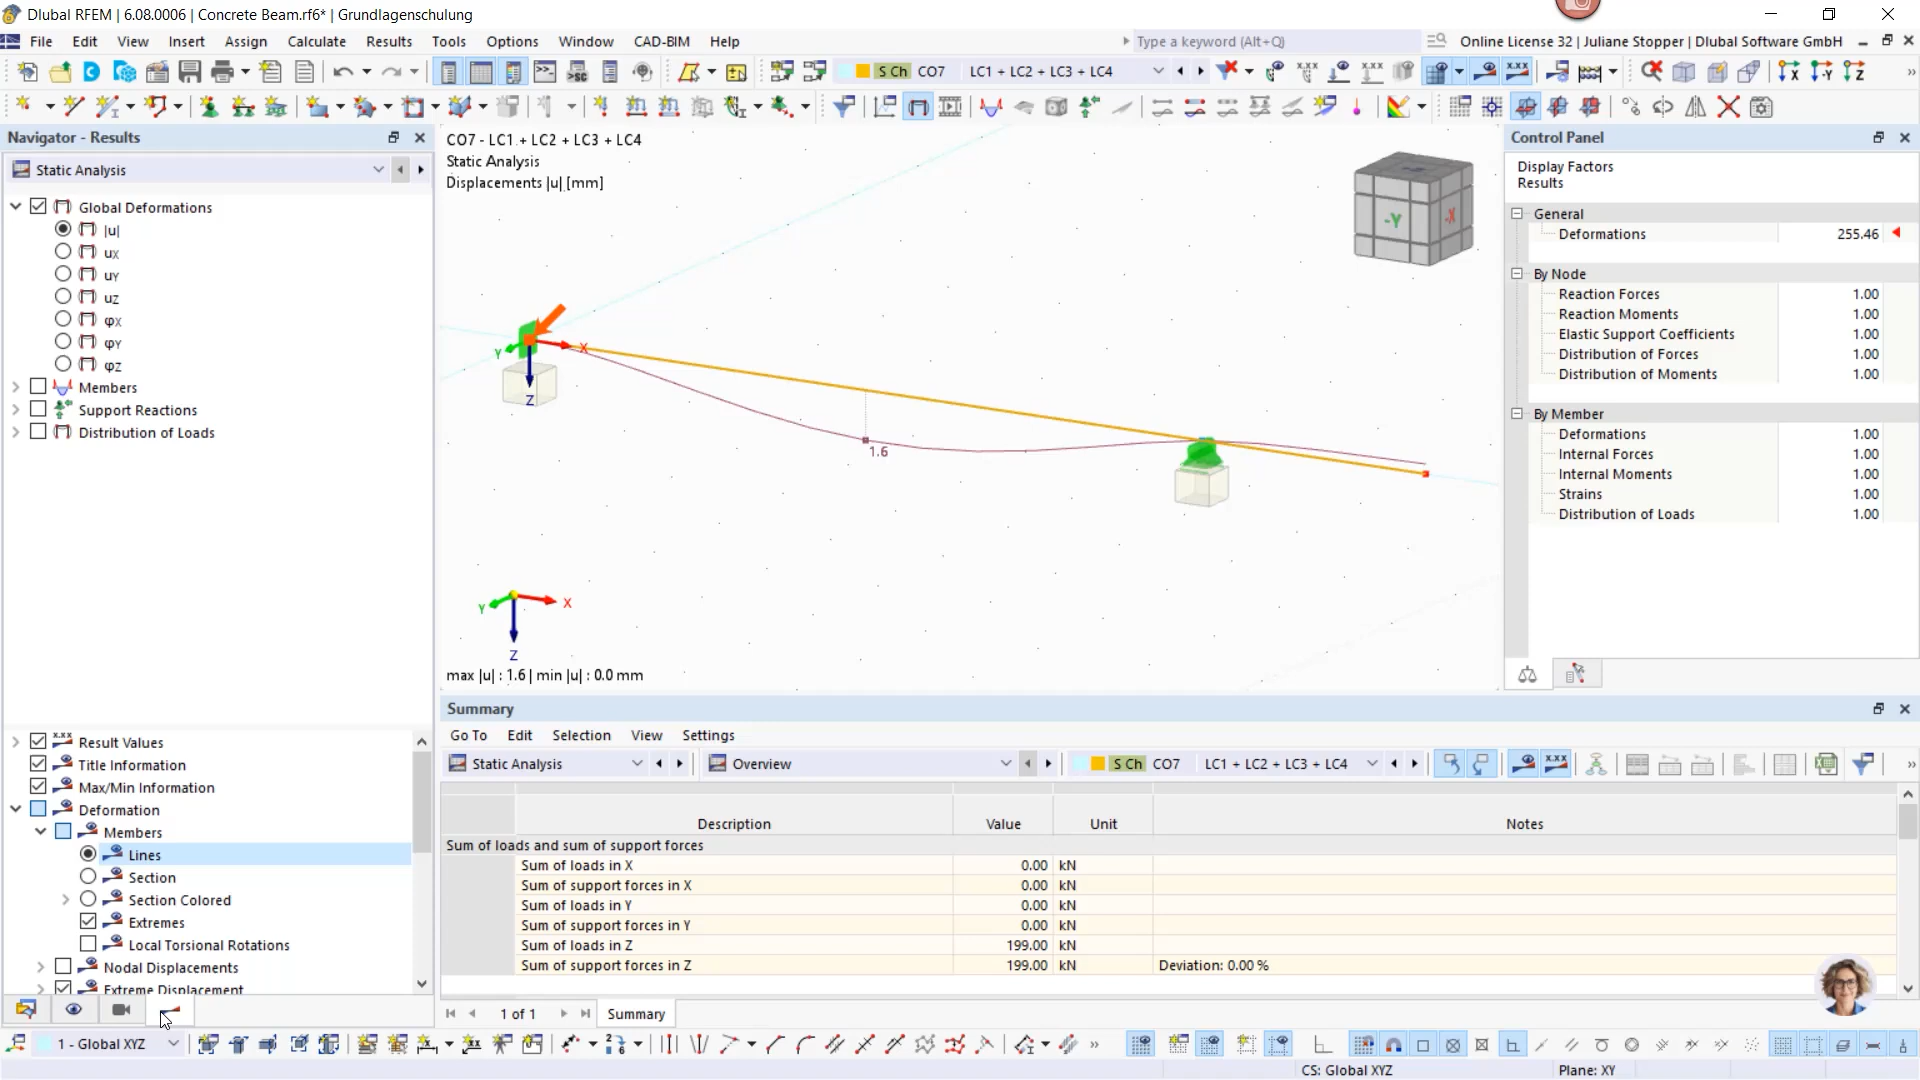 Dlubal RFEM | 6.08.0006 | Concrete Beam.rf6* | Grundlagenschulung
File Edit View Insert Assign Calculate Results Tools Options Window CAD-BIM Help
Type a keyword (Alt+Q)
Online License 32 | Juliane Stopper | Dlubal Software GmbH
S Ch CO7 LC1 + LC2 + LC3 + LC4
Navigator - Results
Static Analysis
Global Deformations
|u|
uX
uY
uZ
φX
φY
φZ
Members
Support Reactions
Distribution of Loads
Result Values
Title Information
Max/Min Information
Deformation
Members
Lines
Section
Section Colored
Extremes
Local Torsional Rotations
Nodal Displacements
Extreme Displacement
CO7 - LC1 + LC2 + LC3 + LC4
Static Analysis
Displacements |u| [mm]
-Y
-X
Y
X
Z
1.6
Y
X
Z
max |u| : 1.6 | min |u| : 0.0 mm
Control Panel
Display Factors
Results
General
Deformations 255.46
By Node
Reaction Forces 1.00
Reaction Moments 1.00
Elastic Support Coefficients 1.00
Distribution of Forces 1.00
Distribution of Moments 1.00
By Member
Deformations 1.00
Internal Forces 1.00
Internal Moments 1.00
Strains 1.00
Distribution of Loads 1.00
Summary
Go To Edit Selection View Settings
Static Analysis Overview S Ch CO7 LC1 + LC2 + LC3 + LC4
Description Value Unit Notes
Sum of loads and sum of support forces
Sum of loads in X 0.00 kN
Sum of support forces in X 0.00 kN
Sum of loads in Y 0.00 kN
Sum of support forces in Y 0.00 kN
Sum of loads in Z 199.00 kN
Sum of support forces in Z 199.00 kN Deviation: 0.00 %
1 of 1 Summary
1 - Global XYZ
CS: Global XYZ Plane: XY